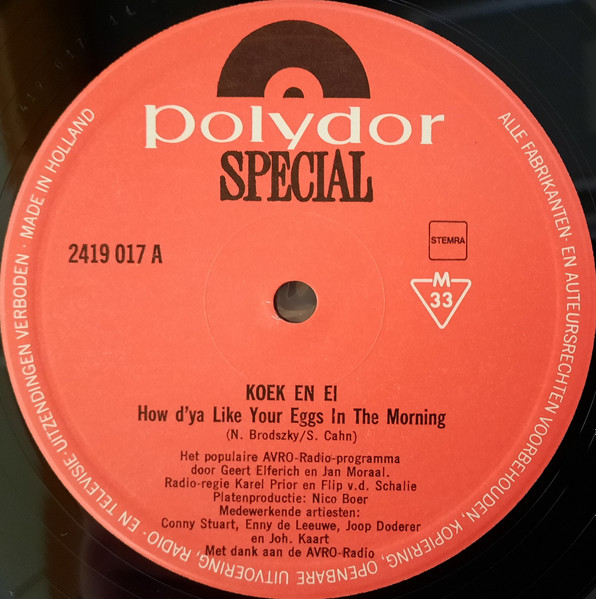 polydor
SPECIAL
2419 017 A
STEMRA
M
33
KOEK EN EI
How d'ya Like Your Eggs In The Morning
(N. Brodszky/S. Cahn)
Het populaire AVRO-Radio-programma
door Geert Elferich en Jan Moraal.
Radio-regie Karel Prior en Flip v.d. Schalie
Platenproductie: Nico Boer
Medewerkende artiesten:
Conny Stuart, Enny de Leeuwe, Joop Doderer
en Joh. Kaart
Met dank aan de AVRO-Radio
ALLE FABRIKANTEN- EN AUTEURSRECHTEN VOORBEHOUDEN, KOPIERING, OPENBARE UITVOERING, RADIO- EN TELEVISIE-UITZENDINGEN VERBODEN · MADE IN HOLLAND